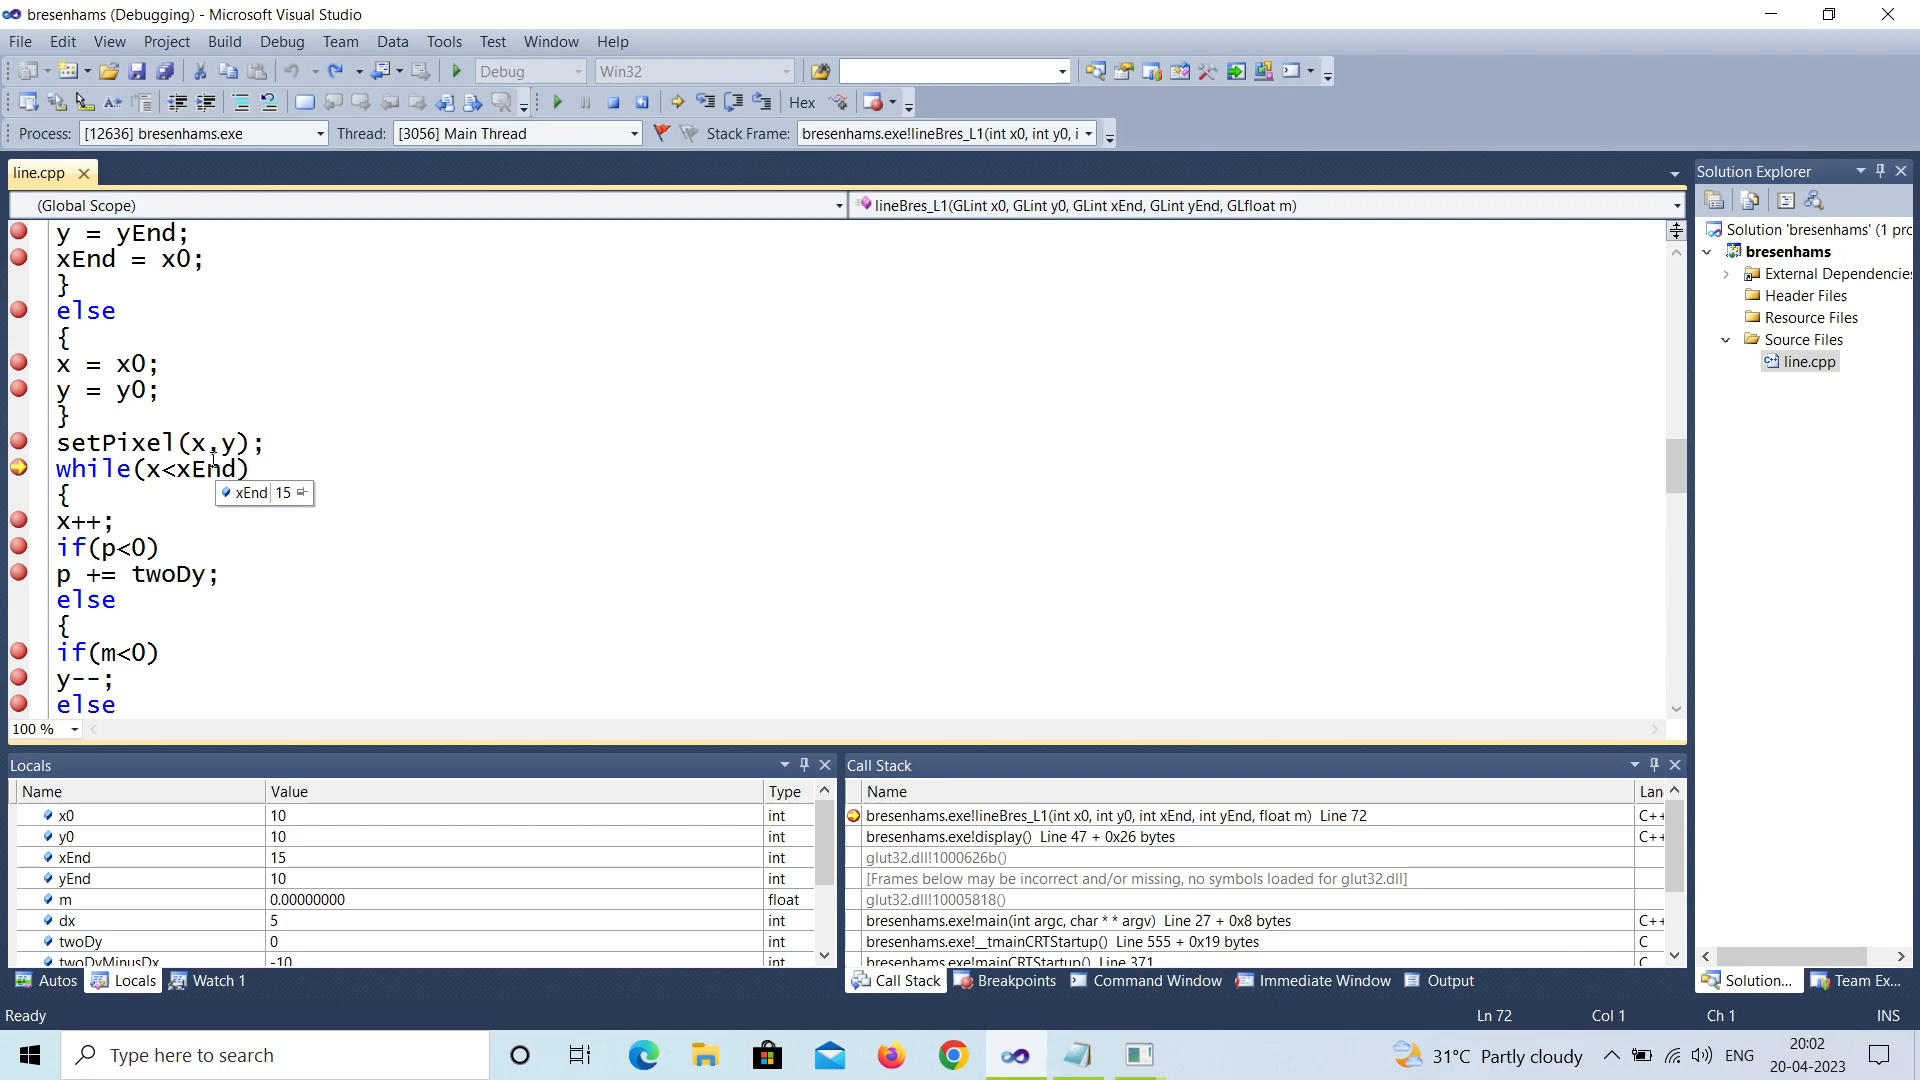 bresenhams (Debugging) - Microsoft Visual Studio
File Edit View Project Build Debug Team Data Tools Test Window Help
Debug Win32
Hex
Process: [12636] bresenhams.exe Thread: [3056] Main Thread Stack Frame: bresenhams.exe!lineBres_L1(int x0, int y0, i
line.cpp
(Global Scope) lineBres_L1(GLint x0, GLint y0, GLint xEnd, GLint yEnd, GLfloat m)
y = yEnd;
xEnd = x0;
}
else
{
x = x0;
y = y0;
}
setPixel(x,y);
while(x<xEnd)
xEnd 15
{
x++;
if(p<0)
p += twoDy;
else
{
if(m<0)
y--;
else
100 %
Solution Explorer
Solution 'bresenhams' (1 pro
bresenhams
External Dependencie
Header Files
Resource Files
Source Files
line.cpp
Locals
Name Value Type
x0 10 int
y0 10 int
xEnd 15 int
yEnd 10 int
m 0.00000000 float
dx 5 int
twoDy 0 int
twoDyMinusDx -10 int
Autos Locals Watch 1
Call Stack
Name Lan
bresenhams.exe!lineBres_L1(int x0, int y0, int xEnd, int yEnd, float m) Line 72 C++
bresenhams.exe!display() Line 47 + 0x26 bytes C++
glut32.dll!1000626b()
[Frames below may be incorrect and/or missing, no symbols loaded for glut32.dll]
glut32.dll!10005818()
bresenhams.exe!main(int argc, char * * argv) Line 27 + 0x8 bytes C++
bresenhams.exe!__tmainCRTStartup() Line 555 + 0x19 bytes C
bresenhams.exe!mainCRTStartup() Line 371 C
Call Stack Breakpoints Command Window Immediate Window Output
Solution... Team Ex...
Ready Ln 72 Col 1 Ch 1 INS
Type here to search
31°C Partly cloudy ENG
20:02
20-04-2023